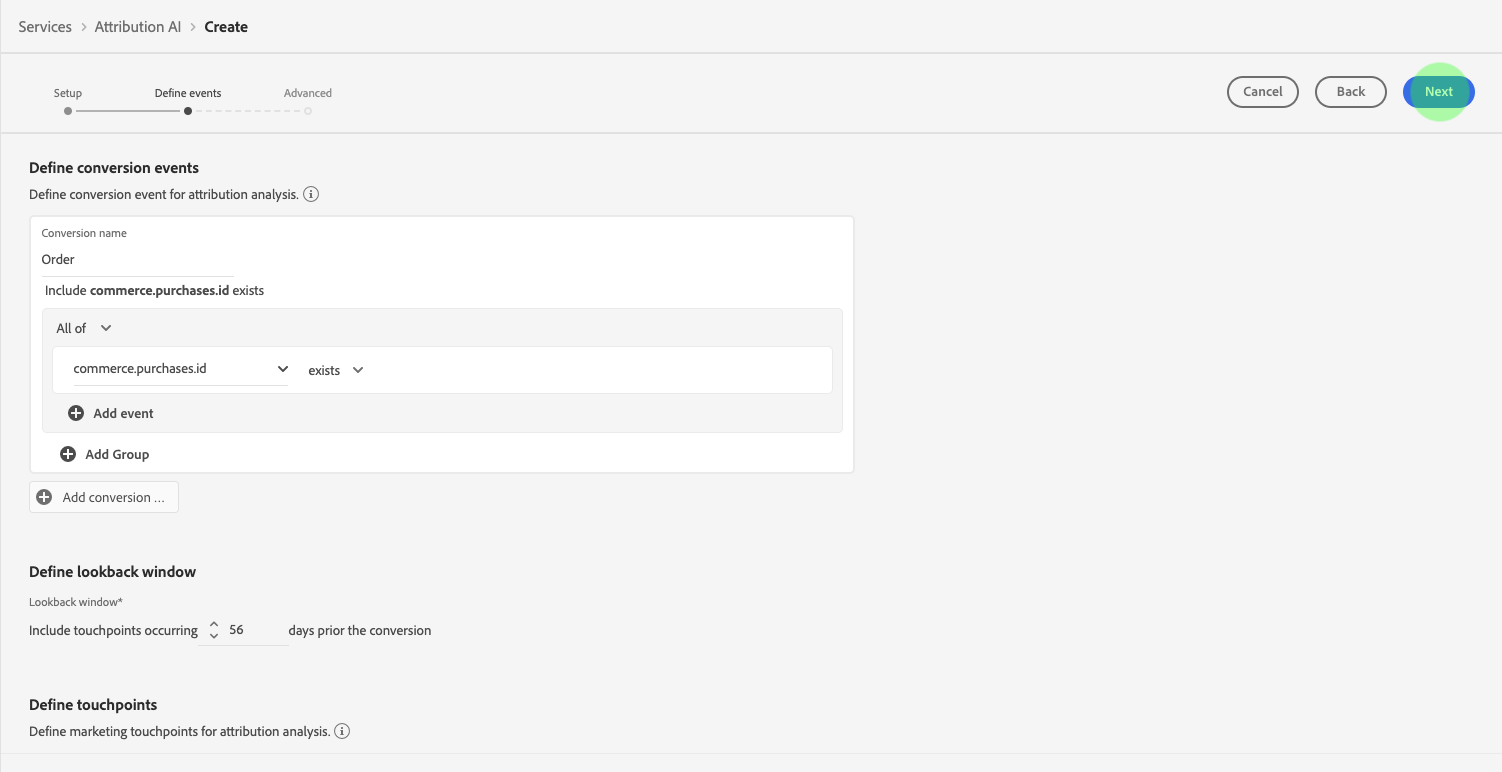 Services > Attribution AI > Create
Setup Define events Advanced
Cancel Back Next
Define conversion events
Define conversion event for attribution analysis.
Conversion name
Order
Include commerce.purchases.id exists
All of
commerce.purchases.id exists
Add event
Add Group
Add conversion ...
Define lookback window
Lookback window*
Include touchpoints occurring 56 days prior the conversion
Define touchpoints
Define marketing touchpoints for attribution analysis.